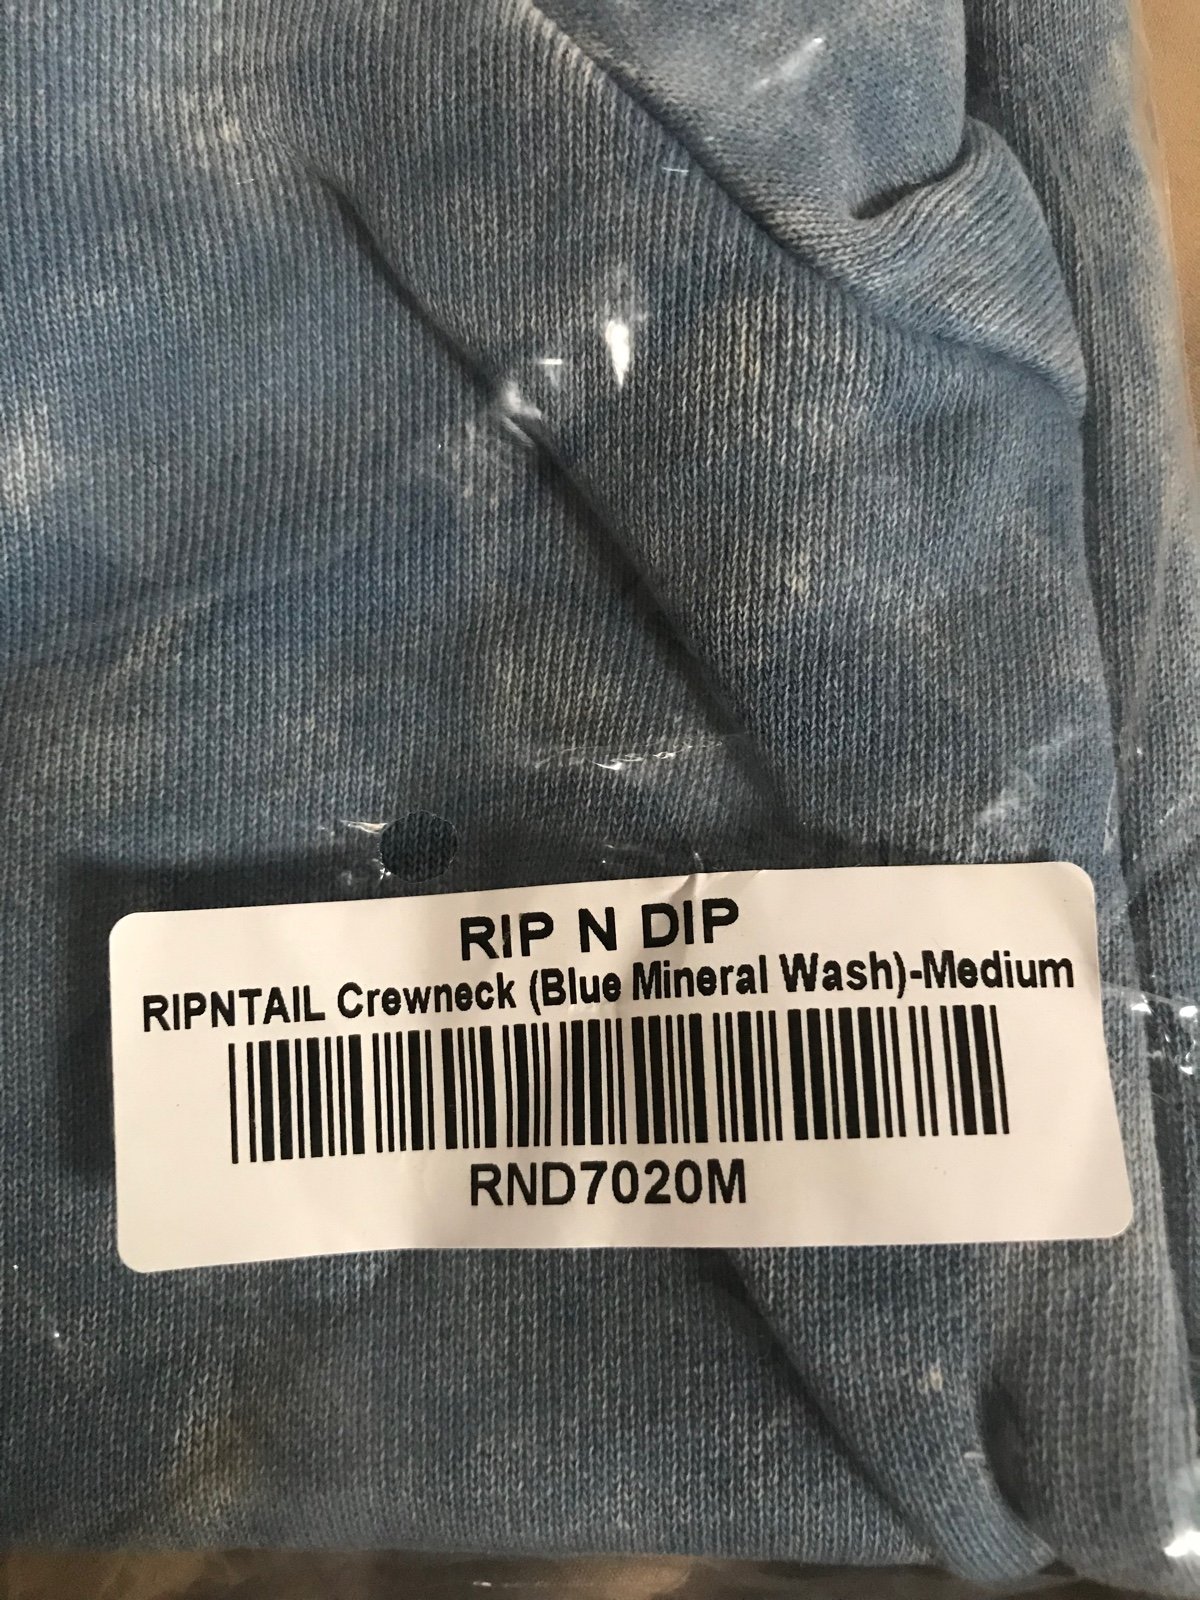 RIP N DIP
RIPNTAIL Crewneck (Blue Mineral Wash)-Medium
RND7020M